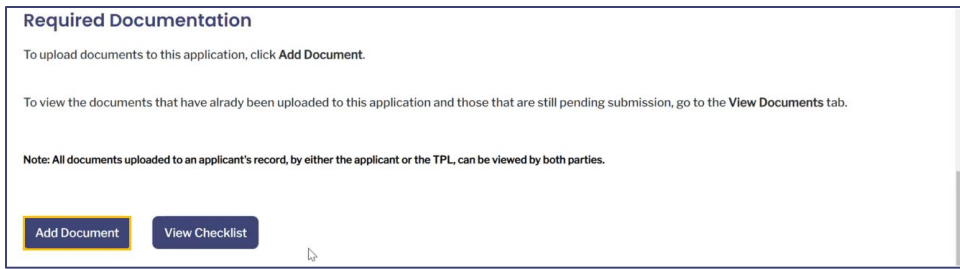 Required Documentation
To upload documents to this application, click Add Document.
To view the documents that have alrady been uploaded to this application and those that are still pending submission, go to the View Documents tab.
Note: All documents uploaded to an applicant's record, by either the applicant or the TPL, can be viewed by both parties.
Add Document View Checklist